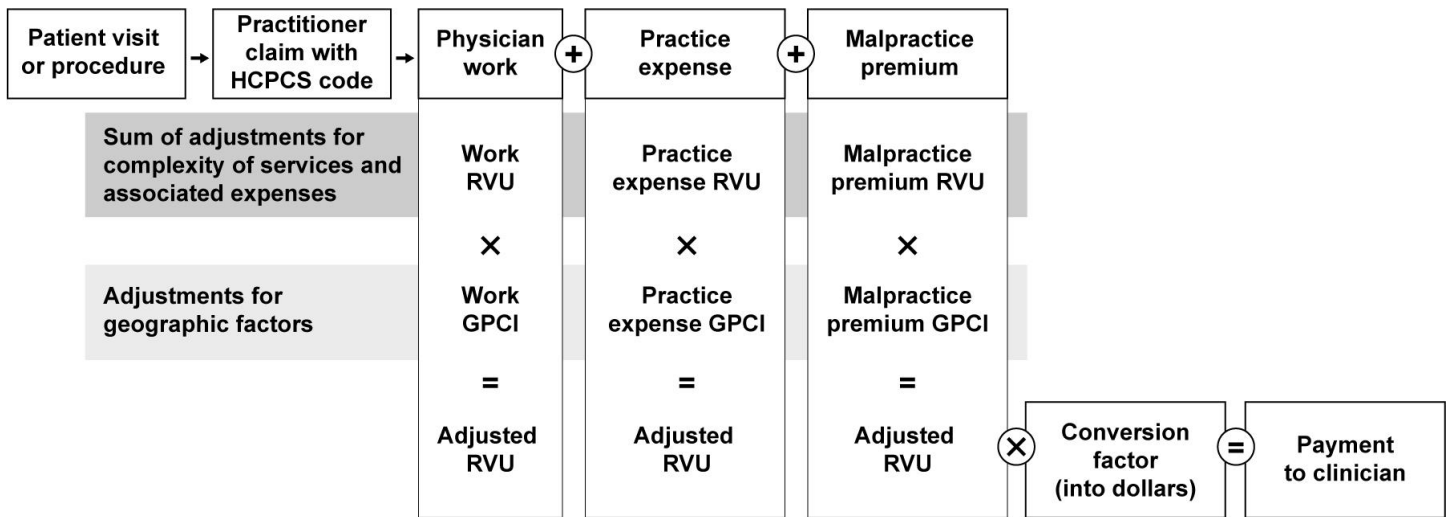 Patient visit
or procedure
Practitioner
claim with
HCPCS code
Physician
work
+
Practice
expense
+
Malpractice
premium
Sum of adjustments for
complexity of services and
associated expenses
Work
RVU
Practice
expense RVU
Malpractice
premium RVU
×
×
×
Adjustments for
geographic factors
Work
GPCI
Practice
expense GPCI
Malpractice
premium GPCI
=
=
=
Adjusted
RVU
Adjusted
RVU
Adjusted
RVU
×
Conversion
factor
(into dollars)
=
Payment
to clinician